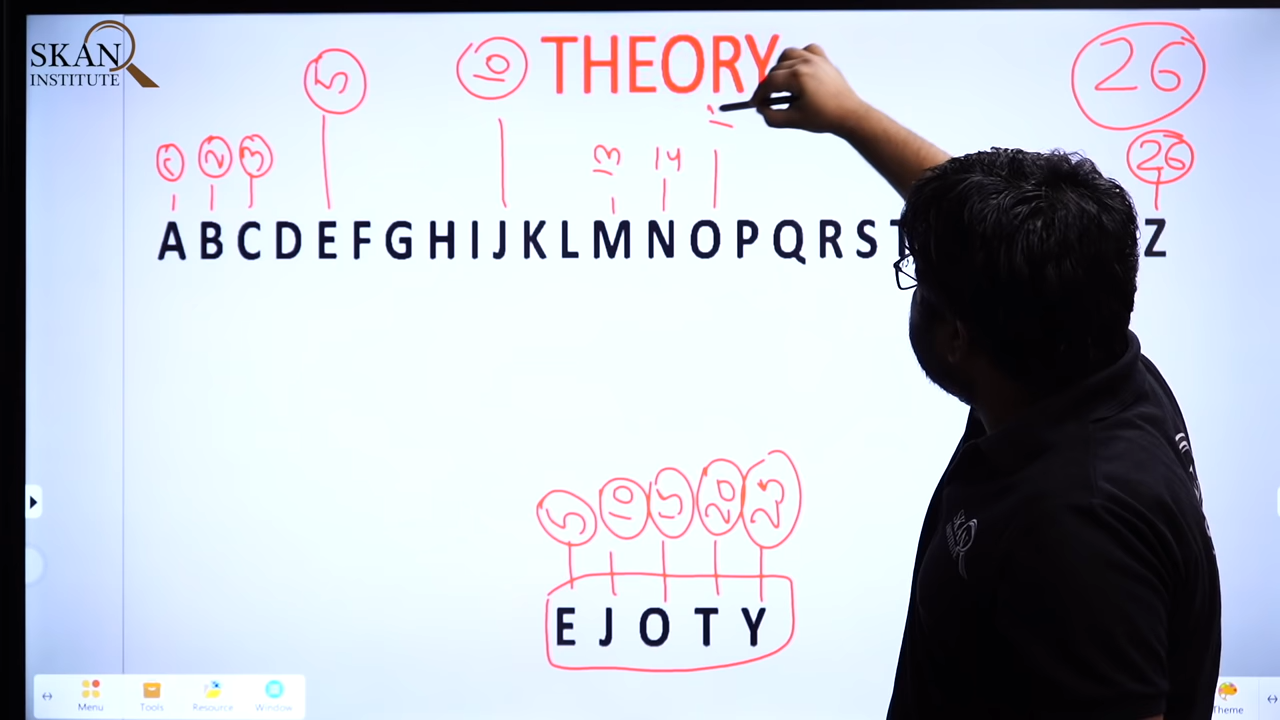 SKAN
INSTITUTE
THEORY
26
5
10
1 2 3
13 14
26
A B C D E F G H I J K L M N O P Q R S T Z
5 10 15 20 25
E J O T Y
Menu Tools Resource Window
Theme